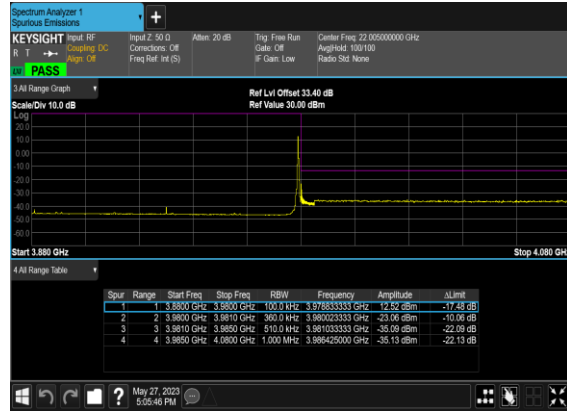 Spectrum Analyzer 1
Spurious Emissions
+
KEYSIGHT Input: RF Input Z: 50 Ω Atten: 20 dB Trig: Free Run Center Freq: 22.005000000 GHz
R T Coupling: DC Corrections: Off Gate: Off Avg|Hold: 100/100
Align: Off Freq Ref: Int (S) IF Gain: Low Radio Std: None
PASS
3 All Range Graph
Ref Lvl Offset 33.40 dB
Scale/Div 10.0 dB Ref Value 30.00 dBm
Log
20.0
10.0
0.00
-10.0
-20.0
-30.0
-40.0
-50.0
-60.0
Start 3.880 GHz Stop 4.080 GH
4 All Range Table
Spur Range Start Freq Stop Freq RBW Frequency Amplitude ΔLimit
1 1 3.8800 GHz 3.9800 GHz 100.0 kHz 3.978833333 GHz 12.52 dBm -17.48 dB
2 2 3.9800 GHz 3.9810 GHz 360.0 kHz 3.980023333 GHz -23.06 dBm -10.06 dB
3 3 3.9810 GHz 3.9850 GHz 510.0 kHz 3.981033333 GHz -35.09 dBm -22.09 dB
4 4 3.9850 GHz 4.0800 GHz 1.000 MHz 3.986425000 GHz -35.13 dBm -22.13 dB
? May 27, 2023
5:05:46 PM